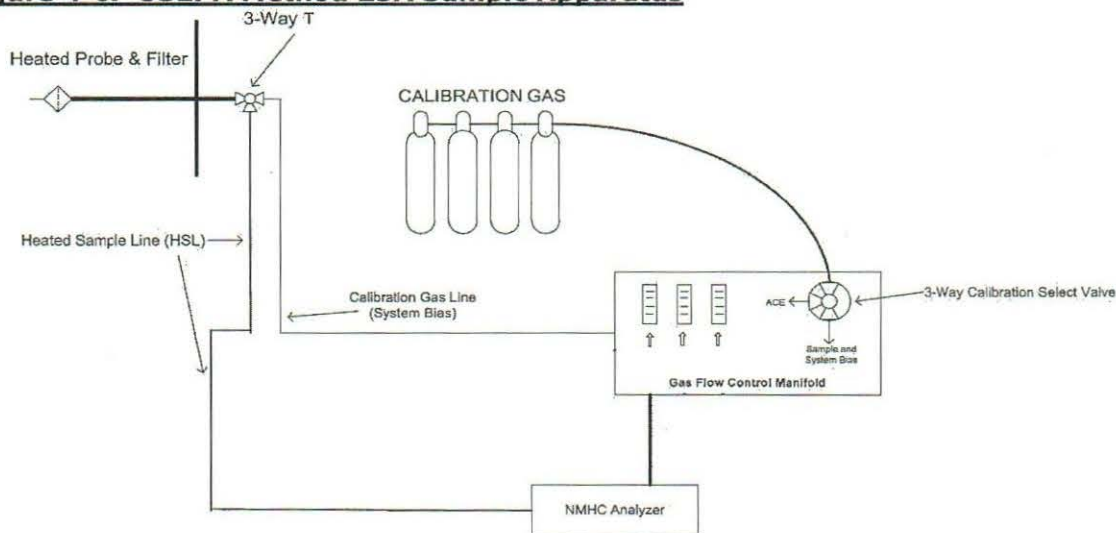 3-Way T
Heated Probe & Filter
CALIBRATION GAS
Heated Sample Line (HSL)
Calibration Gas Line
(System Bias)
ACE
3-Way Calibration Select Valve
Sample and
System Bias
Gas Flow Control Manifold
NMHC Analyzer